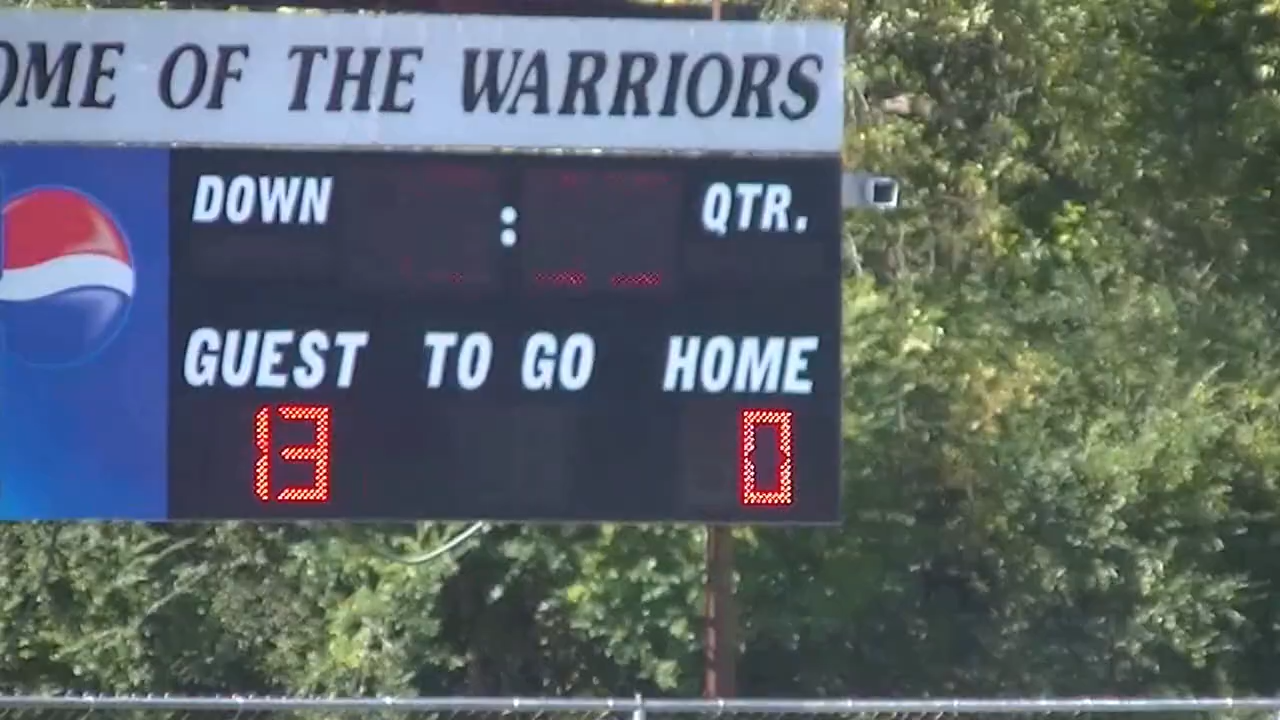 OME OF THE WARRIORS
DOWN : QTR.
GUEST TO GO HOME
13 0